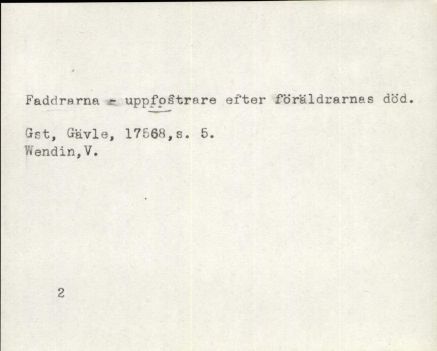 Faddrarna - uppfostrare efter föräldrarnas död.
Gst, Gävle, 17568,s. 5.
Wendin,V.
2